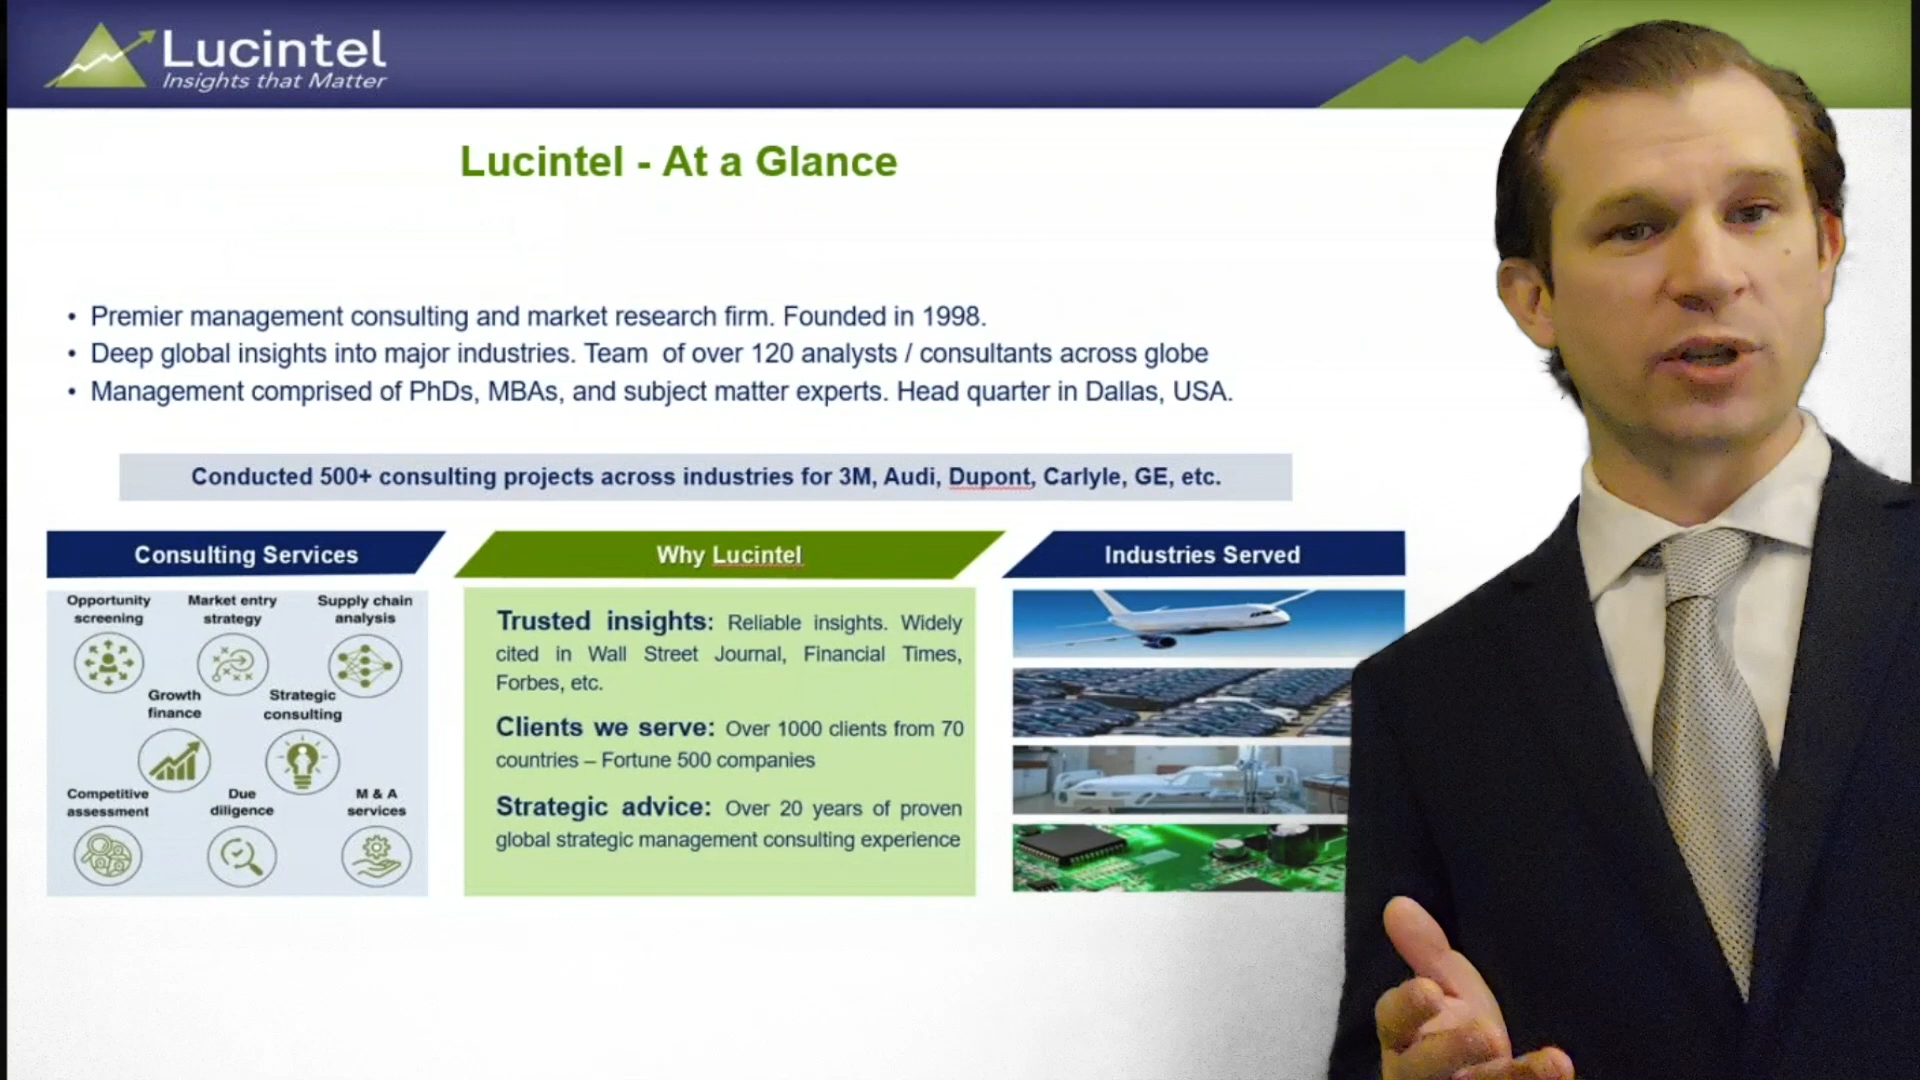 Lucintel
Insights that Matter
Lucintel - At a Glance
• Premier management consulting and market research firm. Founded in 1998.
• Deep global insights into major industries. Team  of over 120 analysts / consultants across globe
• Management comprised of PhDs, MBAs, and subject matter experts. Head quarter in Dallas, USA.
Conducted 500+ consulting projects across industries for 3M, Audi, Dupont, Carlyle, GE, etc.
Consulting Services
Opportunity
screening
Market entry
strategy
Supply chain
analysis
Growth
finance
Strategic
consulting
Competitive
assessment
Due
diligence
M & A
services
Why Lucintel
Trusted insights: Reliable insights. Widely
cited in Wall Street Journal, Financial Times,
Forbes, etc.
Clients we serve: Over 1000 clients from 70
countries – Fortune 500 companies
Strategic advice: Over 20 years of proven
global strategic management consulting experience
Industries Served